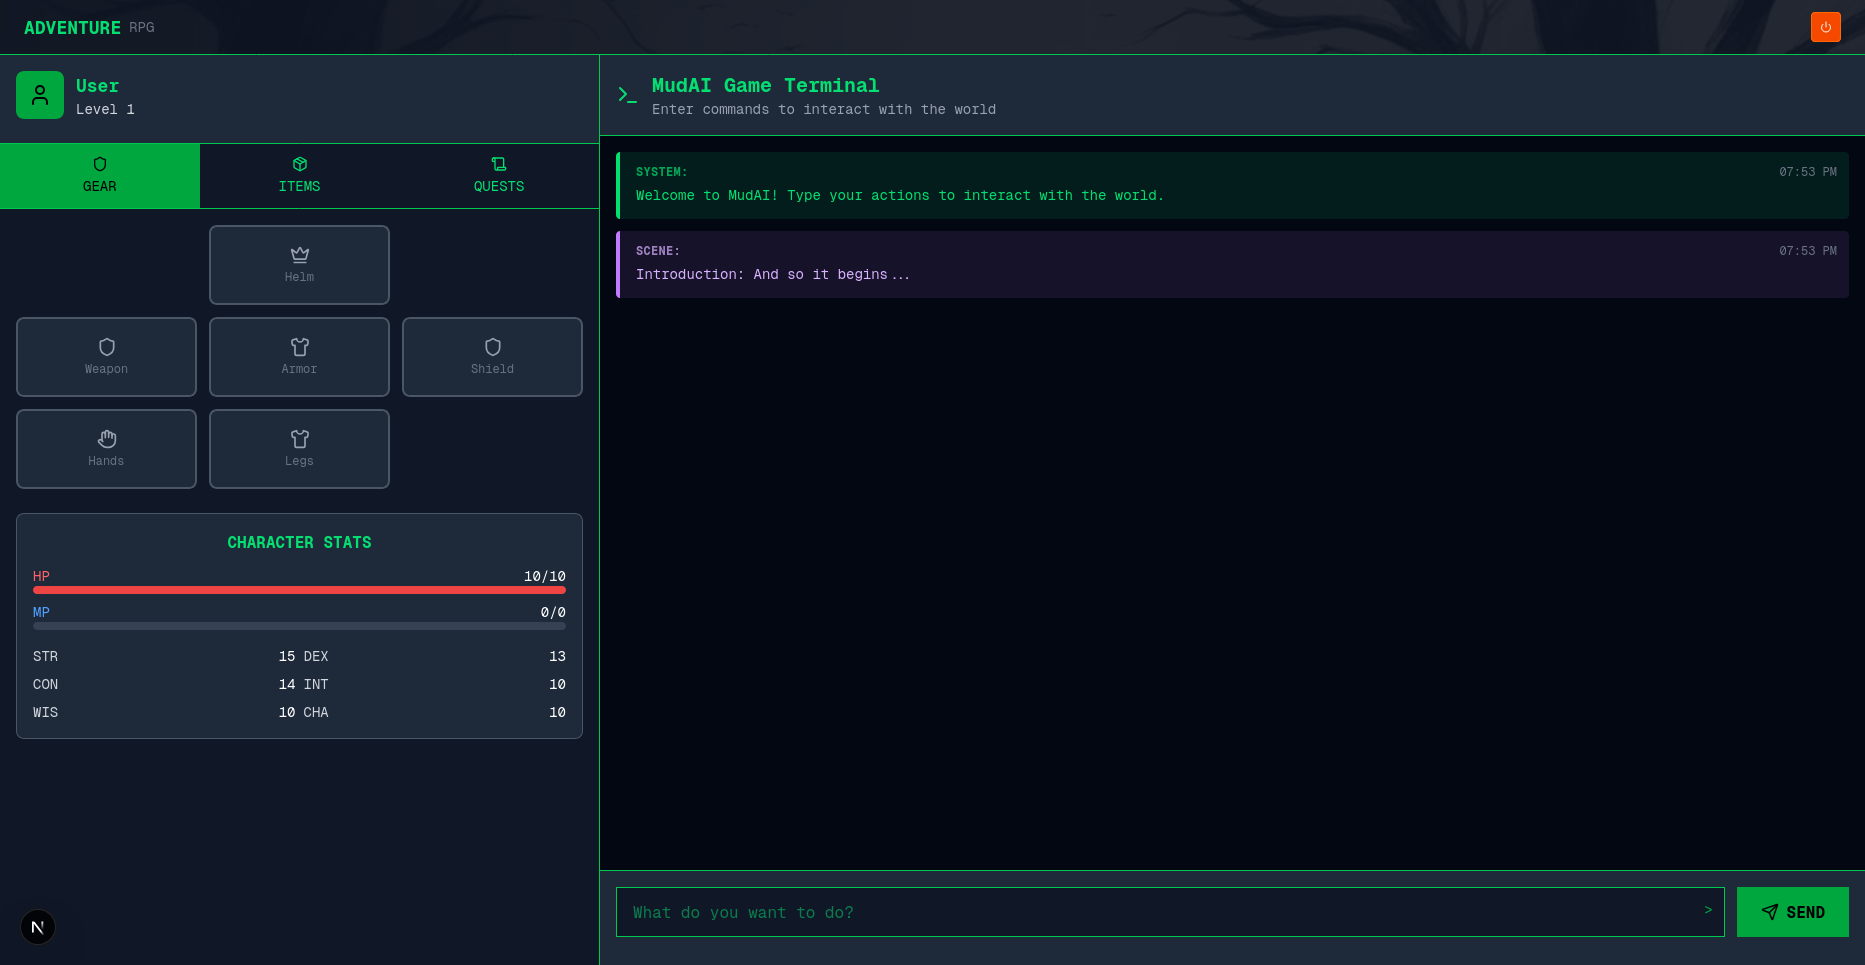 ADVENTURE RPG
User
Level 1
GEAR
ITEMS
QUESTS
Helm
Weapon
Armor
Shield
Hands
Legs
CHARACTER STATS
HP 10/10
MP 0/0
STR 15 DEX 13
CON 14 INT 10
WIS 10 CHA 10
N
MudAI Game Terminal
Enter commands to interact with the world
SYSTEM: 07:53 PM
Welcome to MudAI! Type your actions to interact with the world.
SCENE: 07:53 PM
Introduction: And so it begins...
What do you want to do? >
SEND